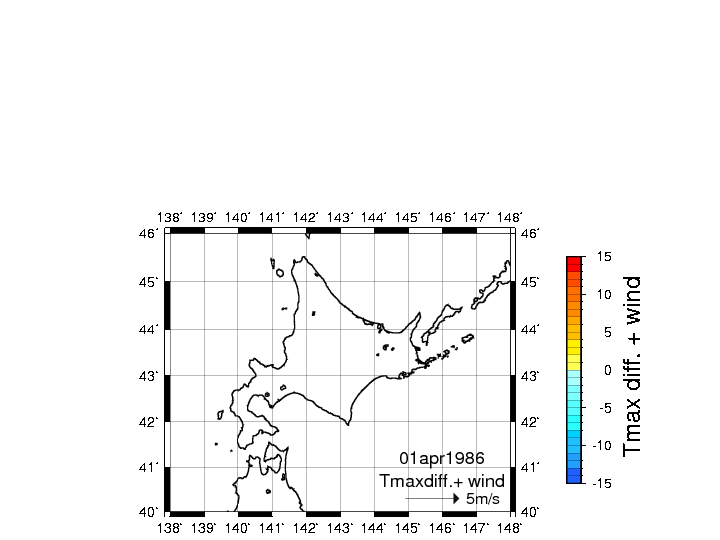 138′ 139′ 140′ 141′ 142′ 143′ 144′ 145′ 146′ 147′ 148′
46′ 46′
45′ 45′
44′ 44′
43′ 43′
42′ 42′
41′ 41′
40′ 40′
01apr1986
Tmaxdiff.+ wind
5m/s
138′ 139′ 140′ 141′ 142′ 143′ 144′ 145′ 146′ 147′ 148′
15
10
5
0
-5
-10
-15
Tmax diff. + wind